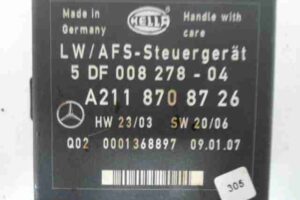 Made in Germany
HELLA
Handle with care
LW/AFS-Steuergerät
5 DF 008 278 - 04
A211 870 87 26
HW 23/03 SW 20/06
Q02 0001368897 09.01.07
305